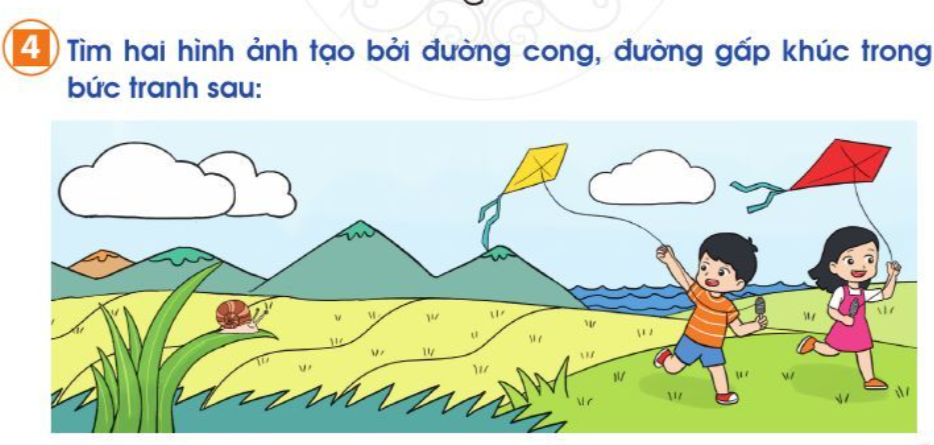 4 Tìm hai hình ảnh tạo bởi đường cong, đường gấp khúc trong
bức tranh sau: